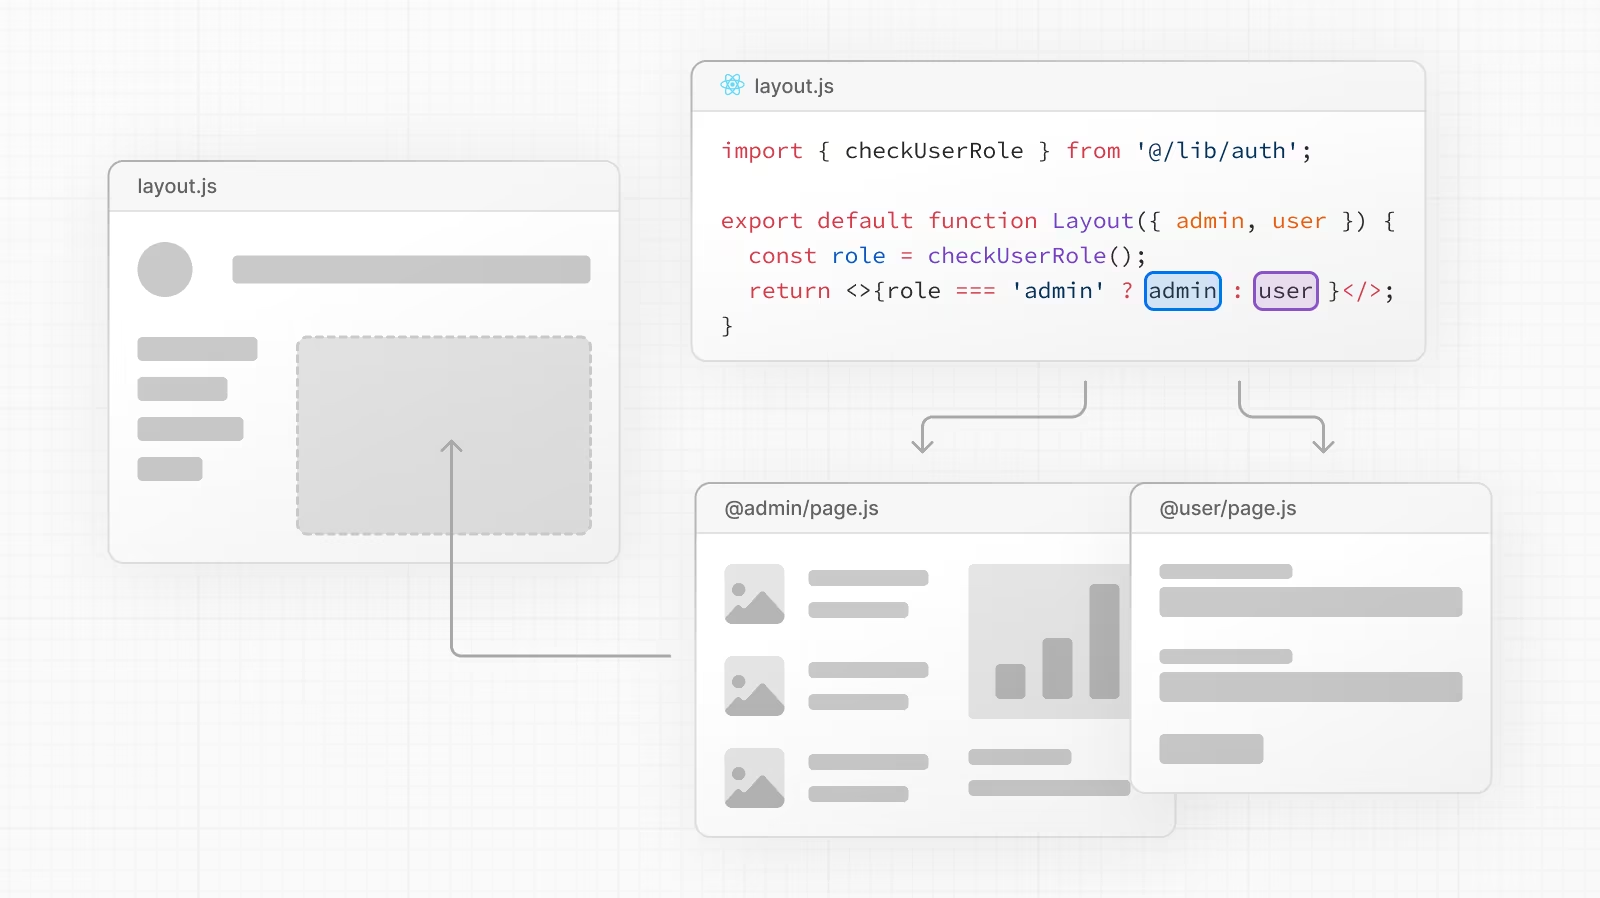 layout.js
layout.js
import { checkUserRole } from '@/lib/auth';
export default function Layout({ admin, user }) {
  const role = checkUserRole();
  return <>{role === 'admin' ? admin : user }</>;
}
@admin/page.js
@user/page.js